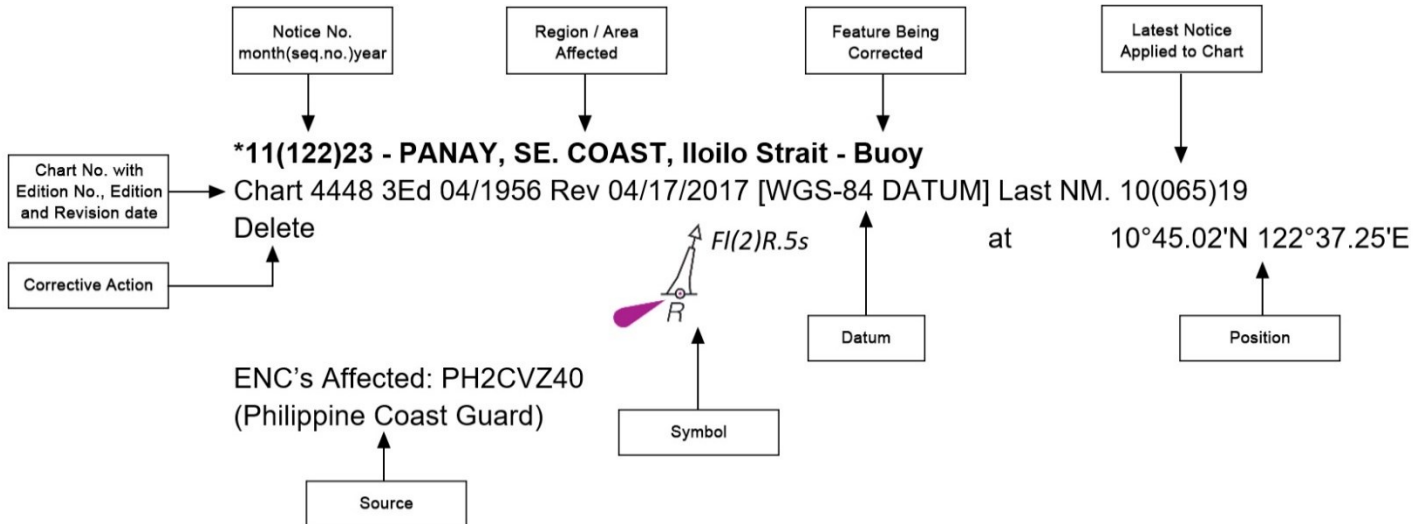 Notice No.
month(seq.no.)year
Region / Area
Affected
Feature Being
Corrected
Latest Notice
Applied to Chart
*11(122)23 - PANAY, SE. COAST, Iloilo Strait - Buoy
Chart No. with
Edition No., Edition
and Revision date
Chart 4448 3Ed 04/1956 Rev 04/17/2017 [WGS-84 DATUM] Last NM. 10(065)19
Delete
Fl(2)R.5s
at
10°45.02'N 122°37.25'E
Corrective Action
R
Datum
Position
ENC’s Affected: PH2CVZ40
(Philippine Coast Guard)
Symbol
Source